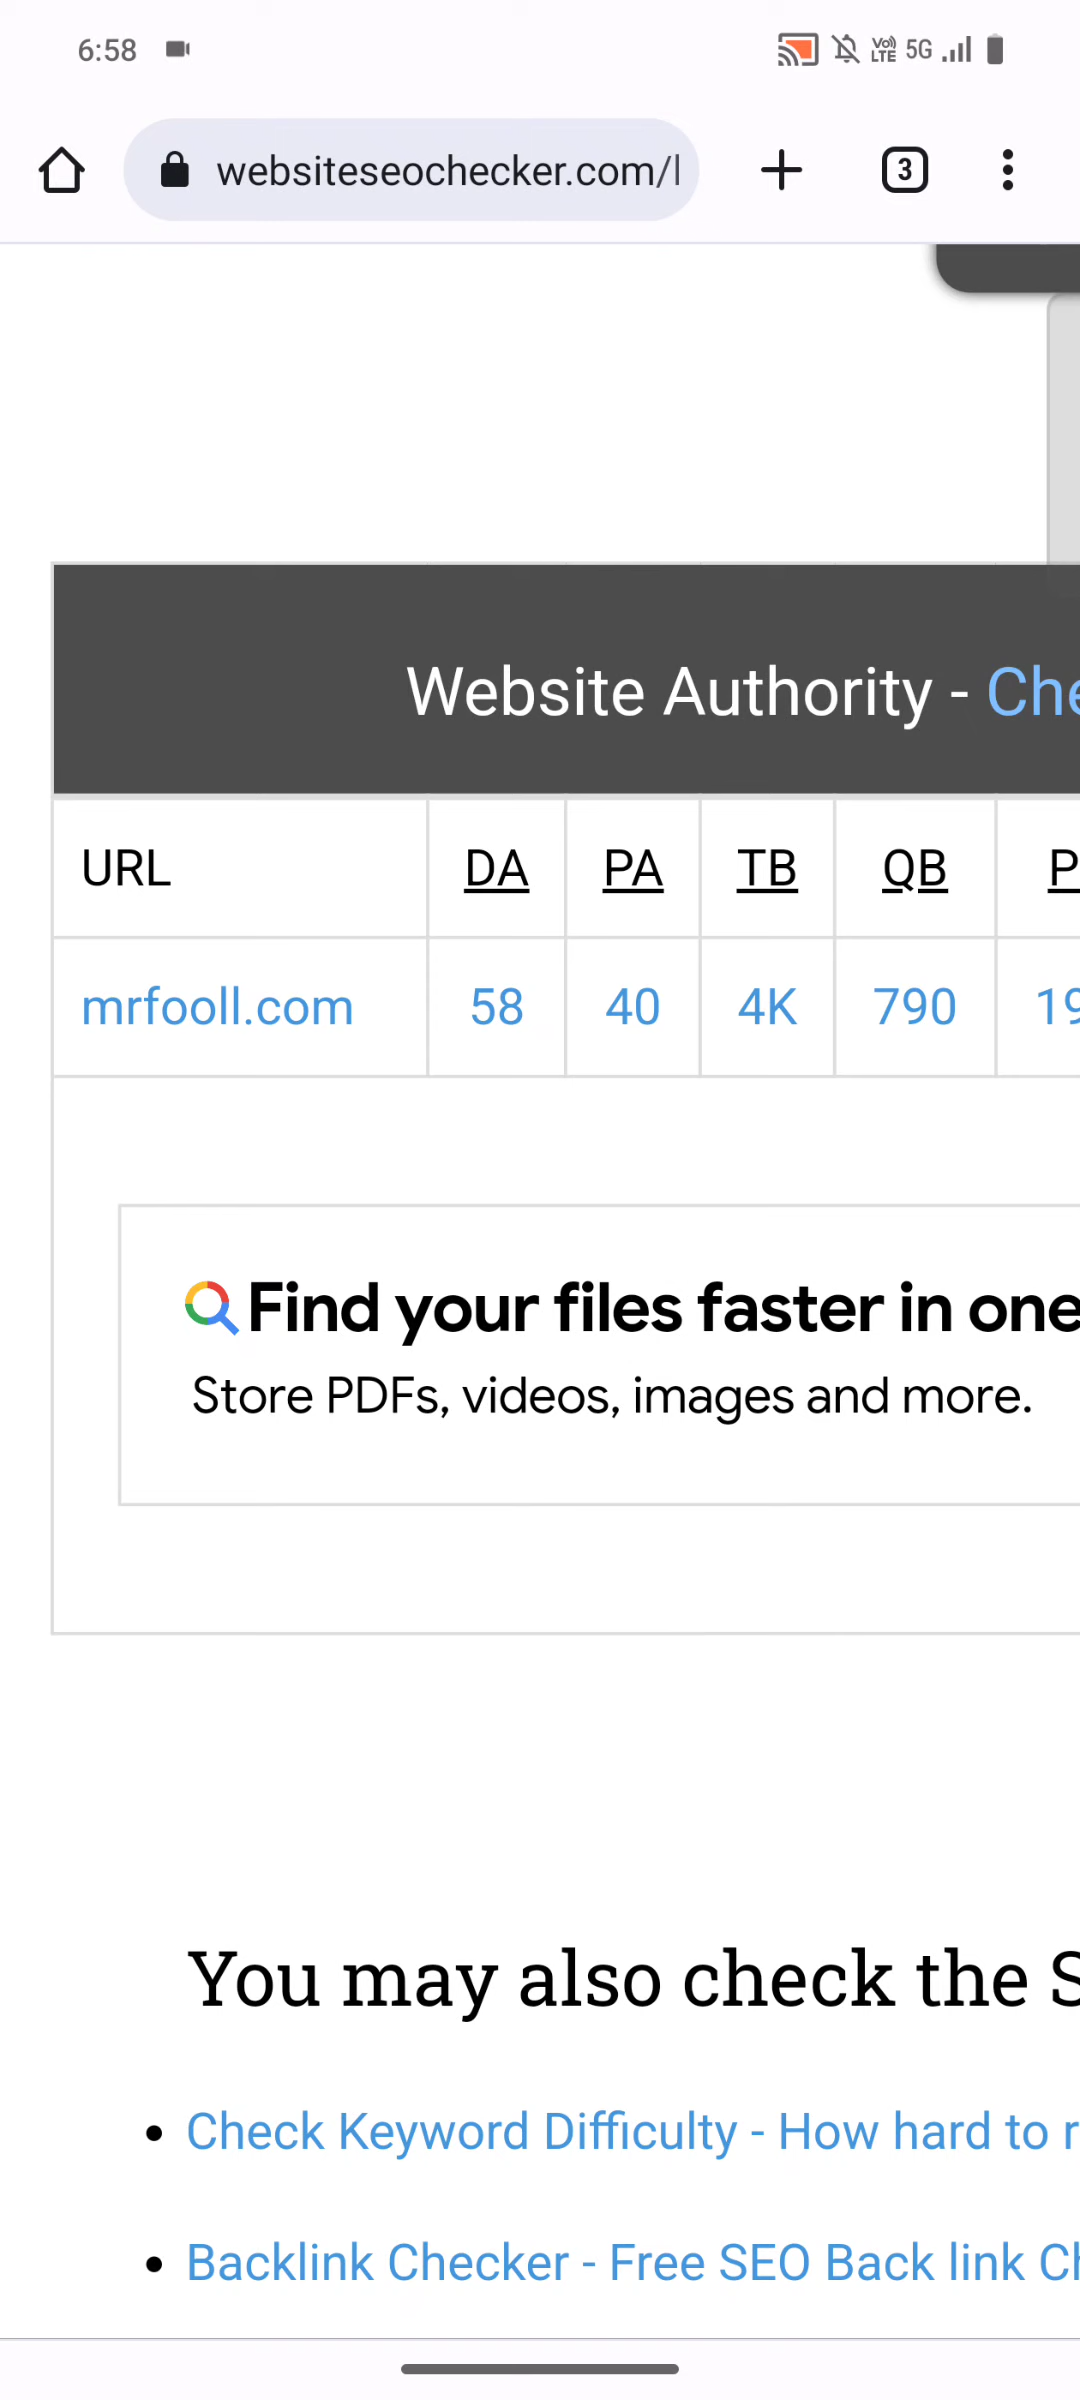 6:58 Vo) LTE 5G
websiteseochecker.com/l 3
Website Authority - Che
URL DA PA TB QB P
mrfooll.com 58 40 4K 790 19
Find your files faster in one
Store PDFs, videos, images and more.
You may also check the S
• Check Keyword Difficulty - How hard to r
• Backlink Checker - Free SEO Back link Ch